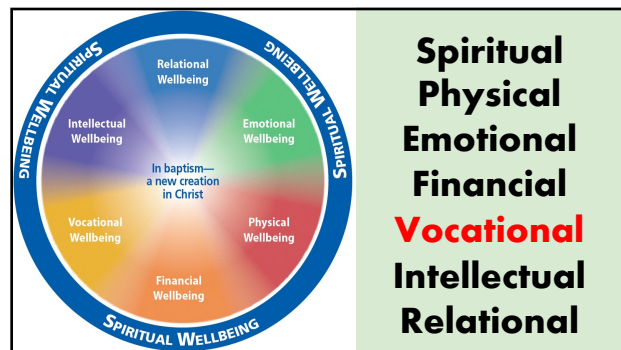 SPIRITUAL WELLBEING
SPIRITUAL WELLBEING
Relational
Wellbeing
Intellectual
Wellbeing
Emotional
Wellbeing
In baptism—
a new creation
in Christ
Vocational
Wellbeing
Physical
Wellbeing
Financial
Wellbeing
SPIRITUAL WELLBEING
Spiritual
Physical
Emotional
Financial
Vocational
Intellectual
Relational